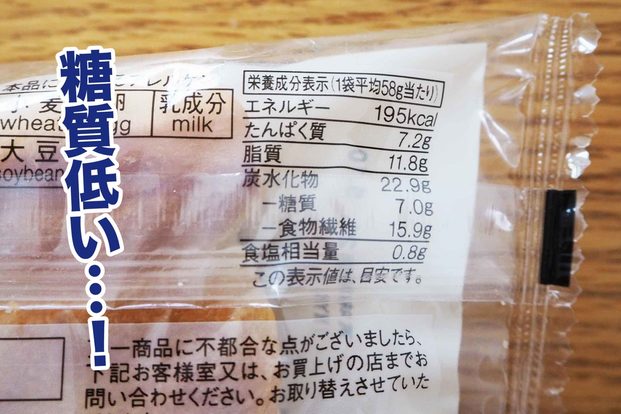 糖質低い…!
本品に
小麦 卵 乳成分
wheat egg milk
大豆
soybean
栄養成分表示(1袋平均58g当たり)
エネルギー 195kcal
たんぱく質 7.2g
脂質 11.8g
炭水化物 22.9g
−糖質 7.0g
−食物繊維 15.9g
食塩相当量 0.8g
この表示値は、目安です。
一商品に不都合な点がございましたら、
下記お客様室又は、お買上げの店までお
問い合わせください。お取り替えさせていた